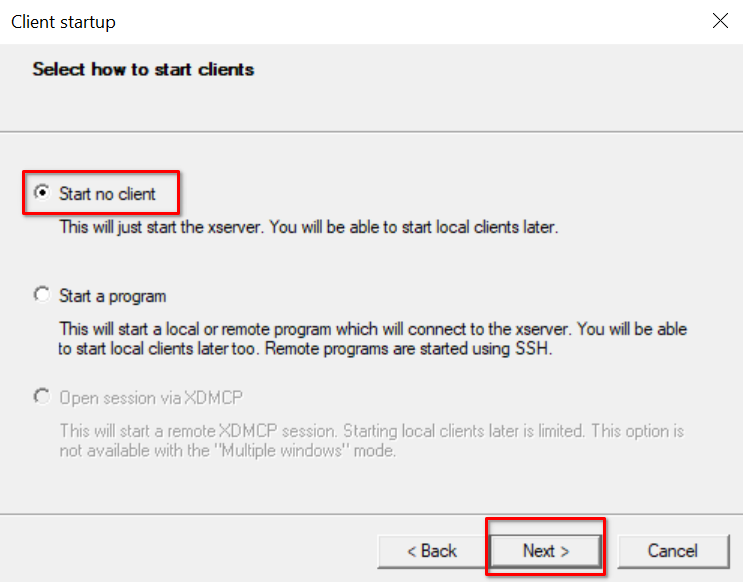 Client startup
Select how to start clients
Start no client
This will just start the xserver. You will be able to start local clients later.
Start a program
This will start a local or remote program which will connect to the xserver. You will be able
to start local clients later too. Remote programs are started using SSH.
Open session via XDMCP
This will start a remote XDMCP session. Starting local clients later is limited. This option is
not available with the "Multiple windows" mode.
< Back
Next >
Cancel